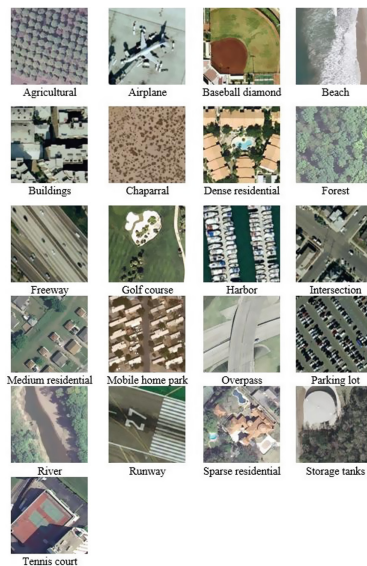 Agricultural Airplane Baseball diamond Beach
Buildings Chaparral Dense residential Forest
Freeway Golf course Harbor Intersection
Medium residential Mobile home park Overpass Parking lot
27
River Runway Sparse residential Storage tanks
Tennis court